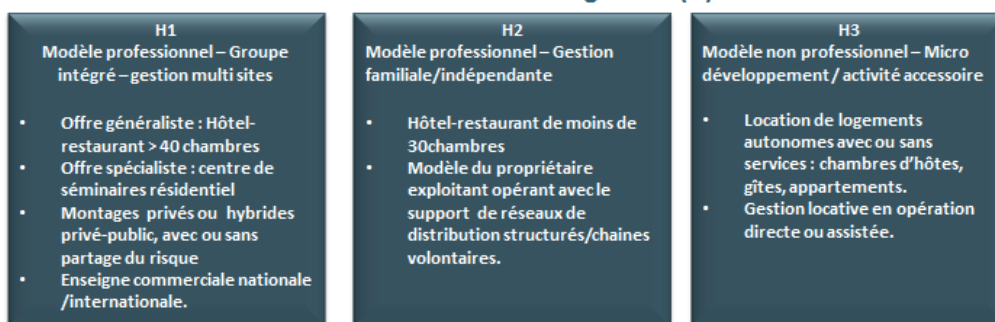 H1
Modèle professionnel – Groupe
intégré – gestion multi sites
• Offre généraliste : Hôtel-
restaurant > 40 chambres
• Offre spécialiste : centre de
séminaires résidentiel
• Montages privés ou hybrides
privé-public, avec ou sans
partage du risque
• Enseigne commerciale nationale
/internationale.
H2
Modèle professionnel – Gestion
familiale/indépendante
• Hôtel-restaurant de moins de
30chambres
• Modèle du propriétaire
exploitant opérant avec le
support de réseaux de
distribution structurés/chaines
volontaires.
H3
Modèle non professionnel – Micro
développement / activité accessoire
• Location de logements
autonomes avec ou sans
services : chambres d’hôtes,
gîtes, appartements.
• Gestion locative en opération
directe ou assistée.